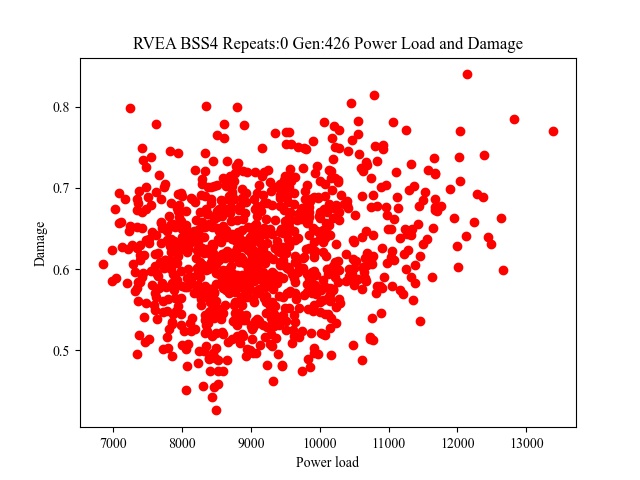 RVEA BSS4 Repeats:0 Gen:426 Power Load and Damage
0.8
0.7
0.6
0.5
Damage
7000 8000 9000 10000 11000 12000 13000
Power load